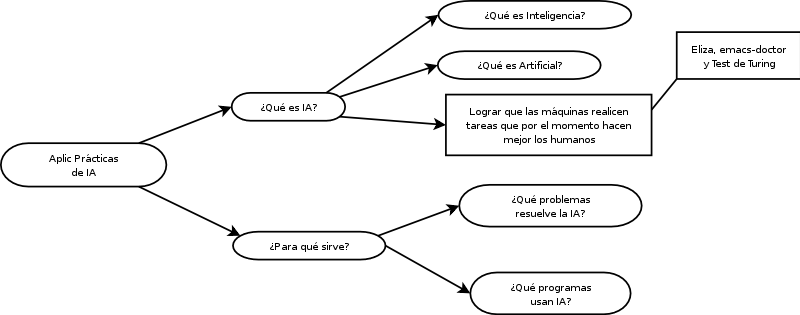 ¿Qué es Inteligencia?
Eliza, emacs-doctor
y Test de Turing
¿Qué es Artificial?
¿Qué es IA?
Lograr que las máquinas realicen
tareas que por el momento hacen
mejor los humanos
Aplic Prácticas
de IA
¿Qué problemas
resuelve la IA?
¿Para qué sirve?
¿Qué programas
usan IA?